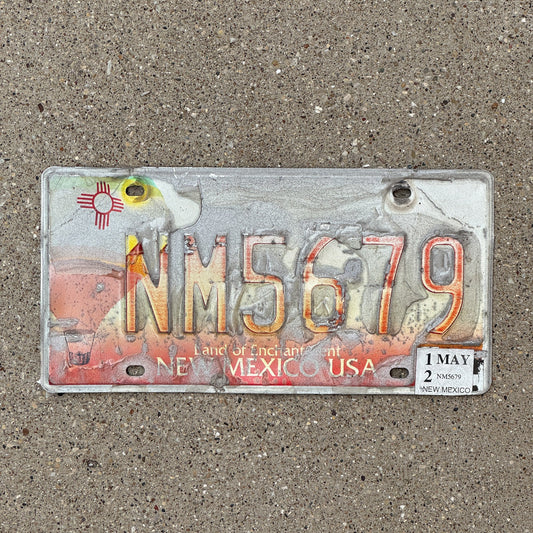 NM5679
Land of Enchantment
NEW MEXICO USA
1 MAY
2 NM5679
NEW MEXICO